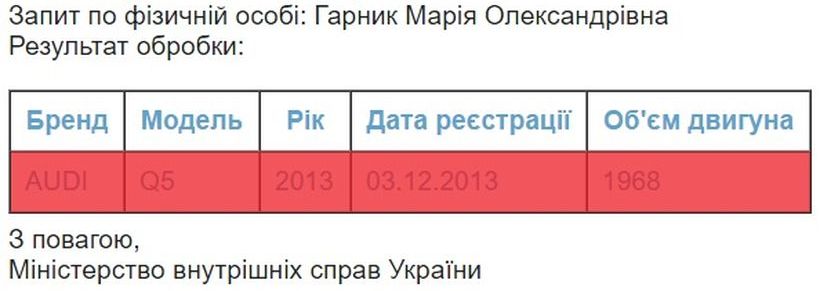 Запит по фізичній особі: Гарник Марія Олександрівна
Результат обробки:
Бренд Модель Рік Дата реєстрації Об'єм двигуна
AUDI Q5 2013 03.12.2013 1968
З повагою,
Міністерство внутрішніх справ України